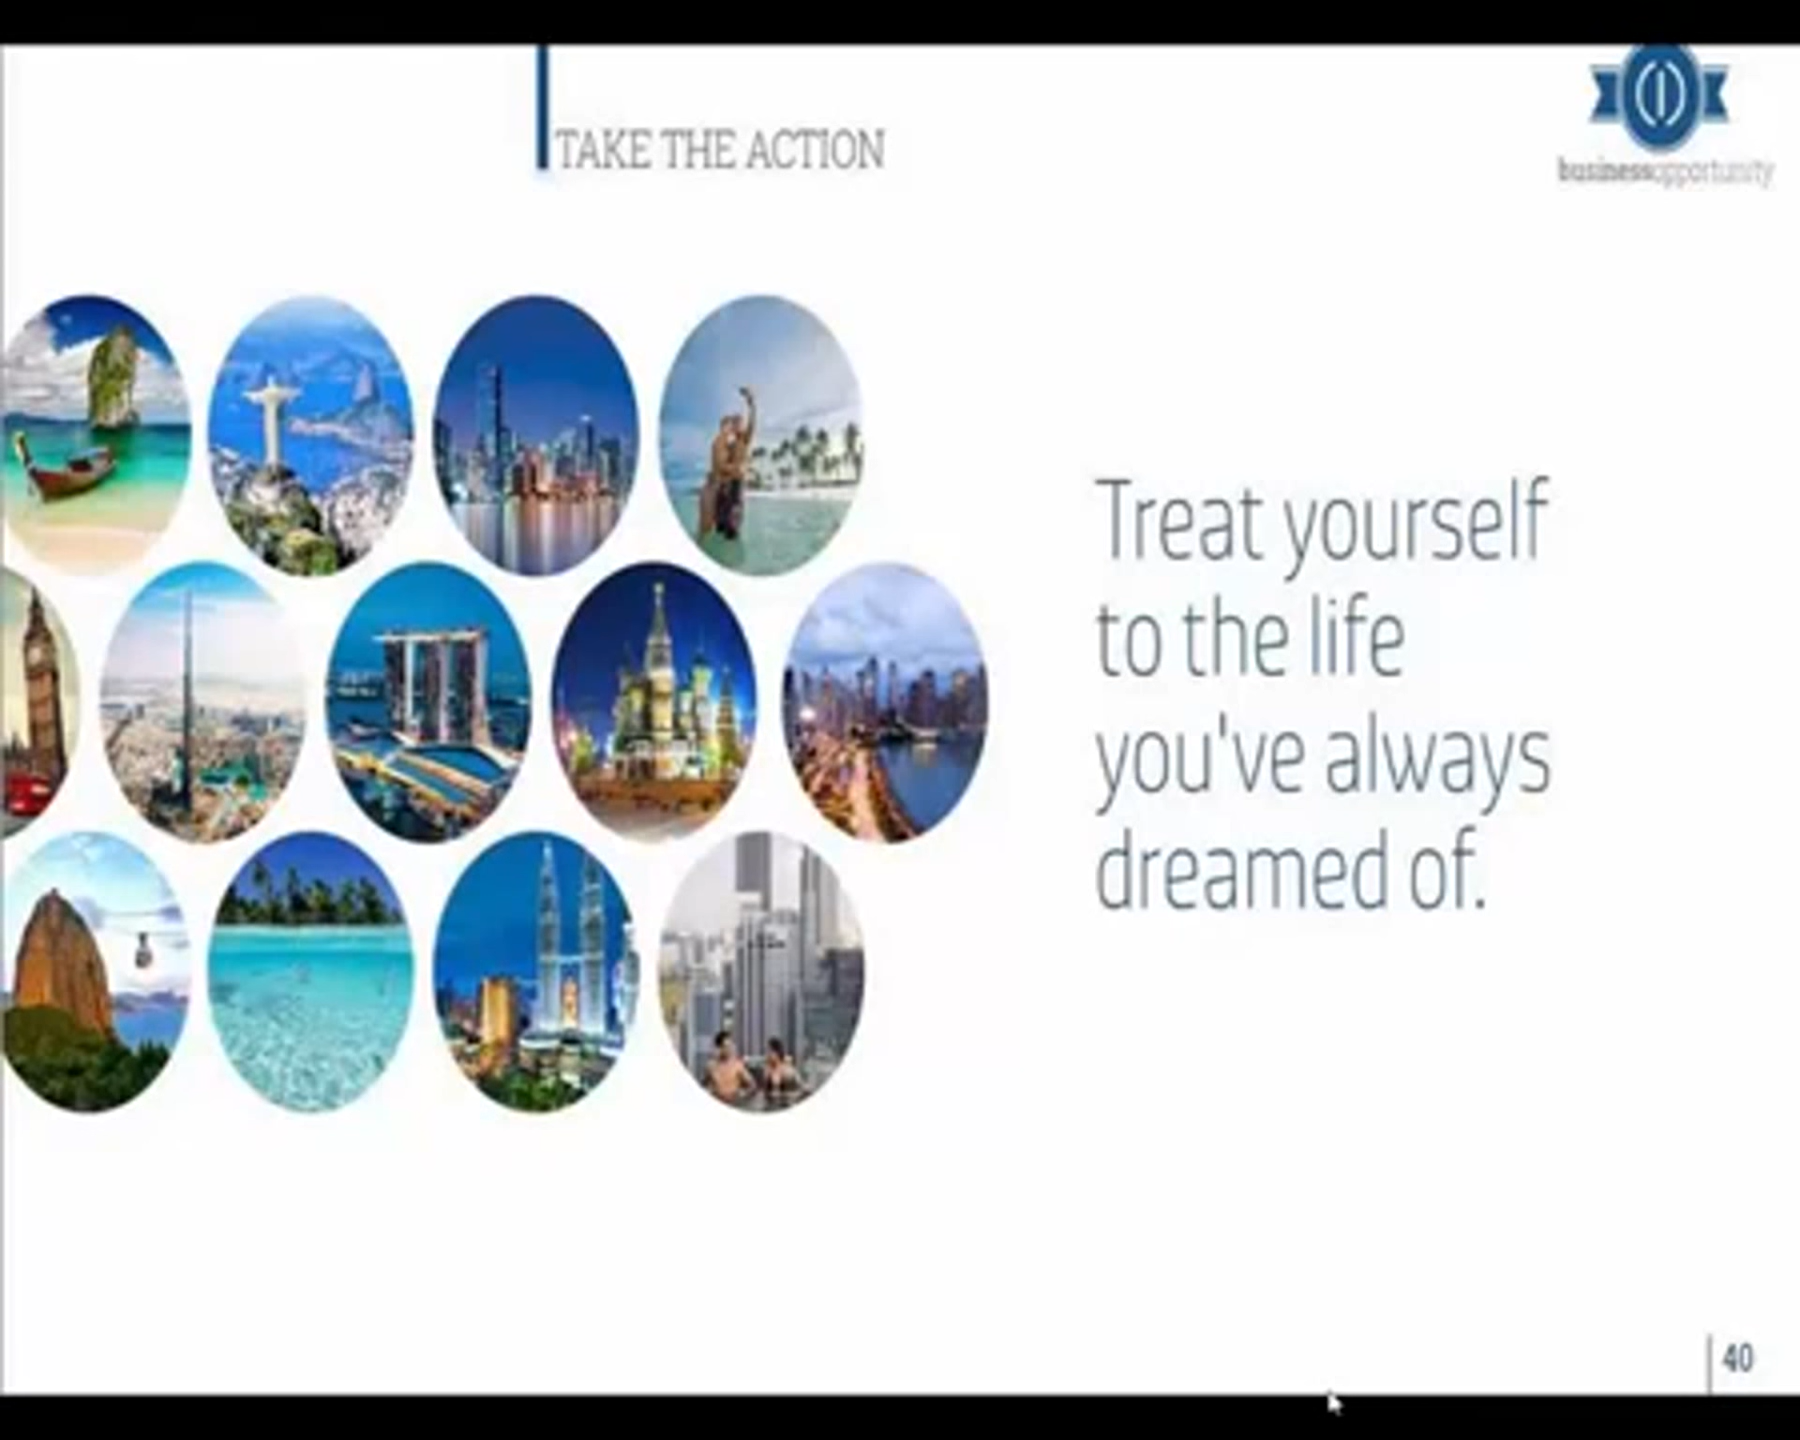 TAKE THE ACTION
businessopportunity
Treat yourself
to the life
you've always
dreamed of.
40